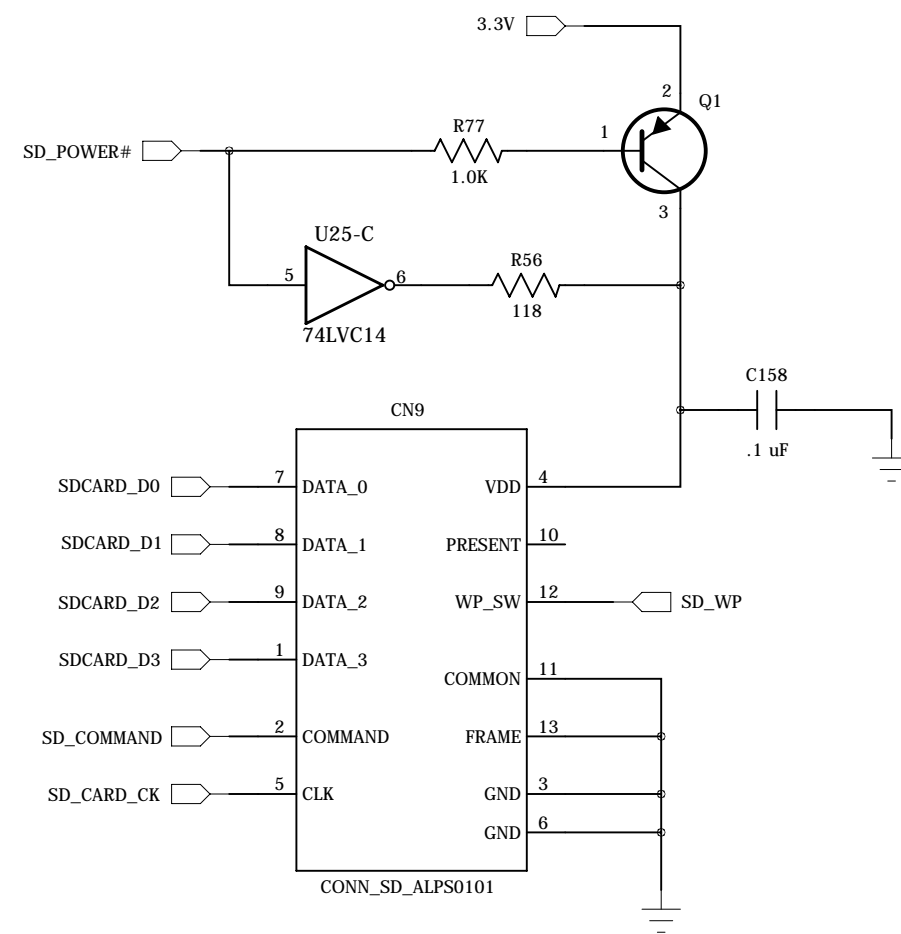 3.3V
2
Q1
SD_POWER#
R77
1.0K
1
3
U25-C
5
6
74LVC14
R56
118
C158
.1 uF
CN9
SDCARD_D0
7
DATA_0
VDD
4
SDCARD_D1
8
DATA_1
PRESENT
10
SDCARD_D2
9
DATA_2
WP_SW
12
SD_WP
SDCARD_D3
1
DATA_3
COMMON
11
SD_COMMAND
2
COMMAND
FRAME
13
SD_CARD_CK
5
CLK
GND
3
GND
6
CONN_SD_ALPS0101